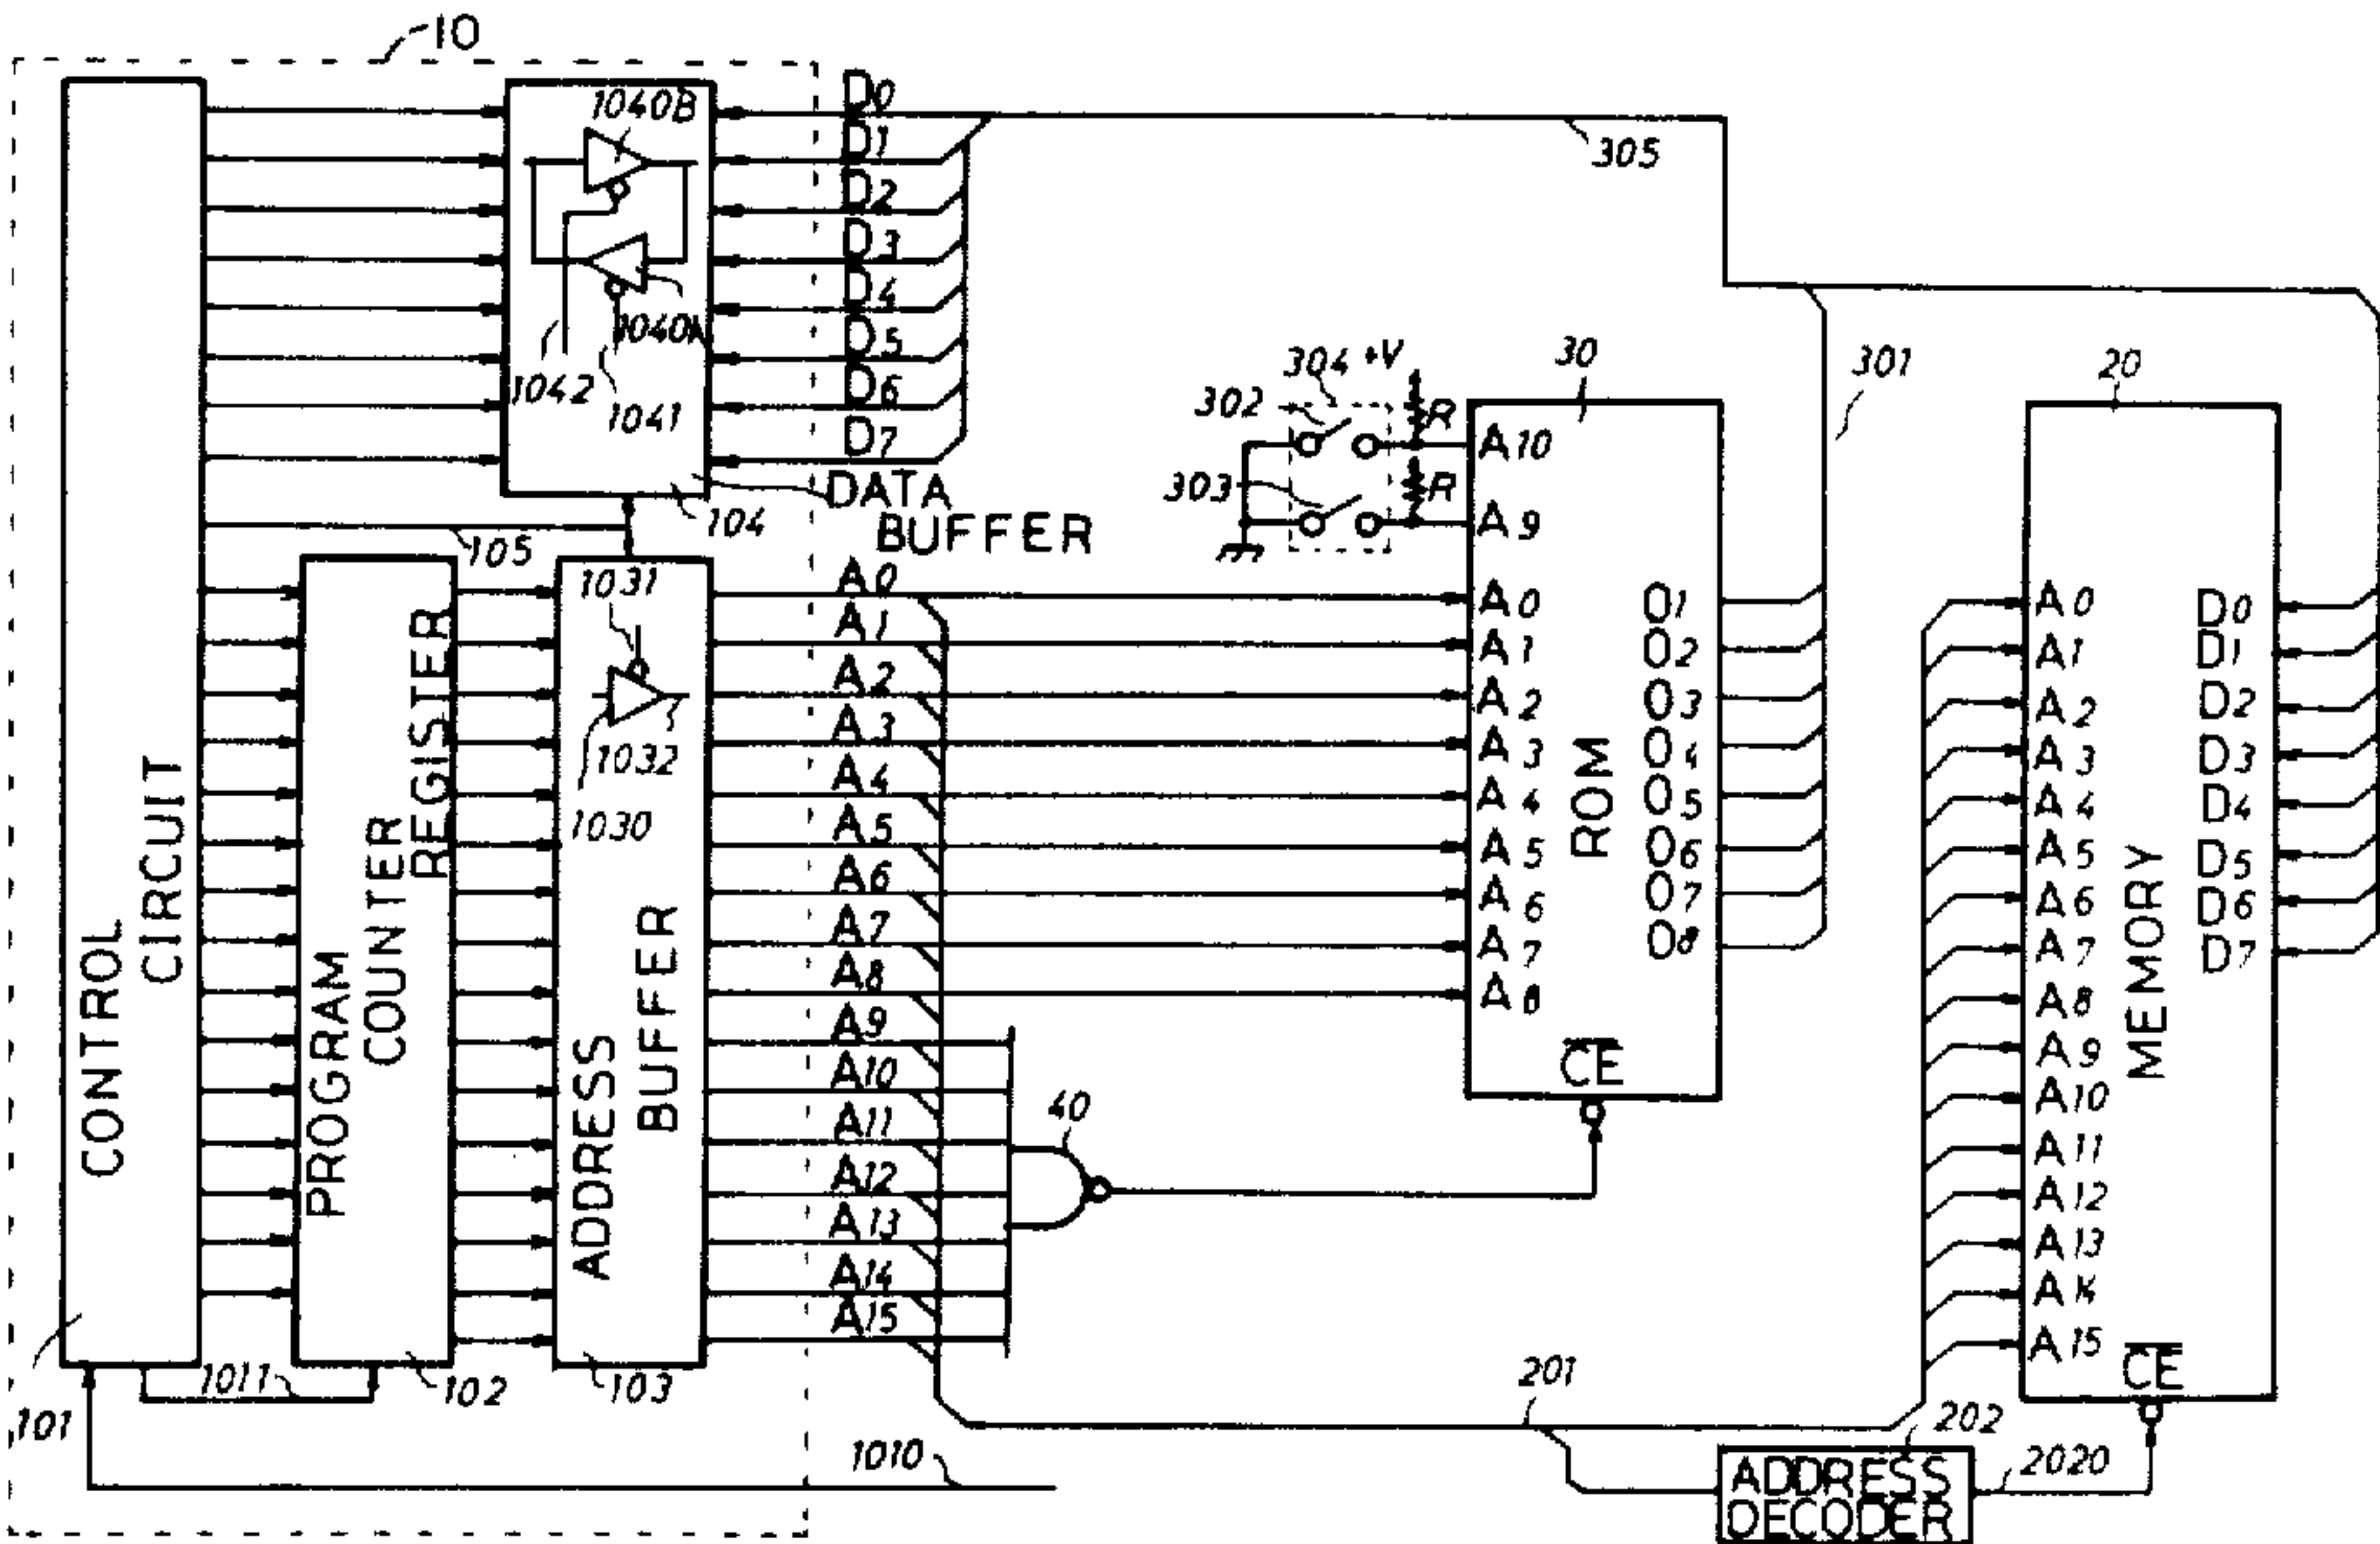 10
1040B
1040A
1042
1041
D0
D1
D2
D3
D4
D5
D6
D7
DATA
BUFFER
104
105
305
304
+V
302
303
R
R
30
301
20
A10
A9
A0
A1
A2
A3
A4
A5
A6
A7
A8
ROM
O1
O2
O3
O4
O5
O6
O7
O8
CE
A0
A1
A2
A3
A4
A5
A6
A7
A8
A9
A10
A11
A12
A13
A14
A15
MEMORY
D0
D1
D2
D3
D4
D5
D6
D7
CE
CONTROL
CIRCUIT
PROGRAM
COUNTER
REGISTER
ADDRESS
BUFFER
1031
1032
1030
A0
A1
A2
A3
A4
A5
A6
A7
A8
A9
A10
A11
A12
A13
A14
A15
40
101
1011
102
103
1010
201
202
2020
ADDRESS
DECODER